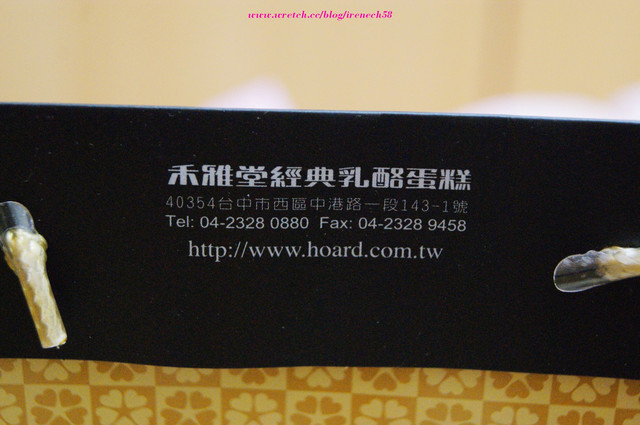 www.wretch.cc/blog/irenech58
禾雅堂經典乳酪蛋糕
40354台中市西區中港路一段143-1號
Tel: 04-2328 0880 Fax: 04-2328 9458
http://www.hoard.com.tw